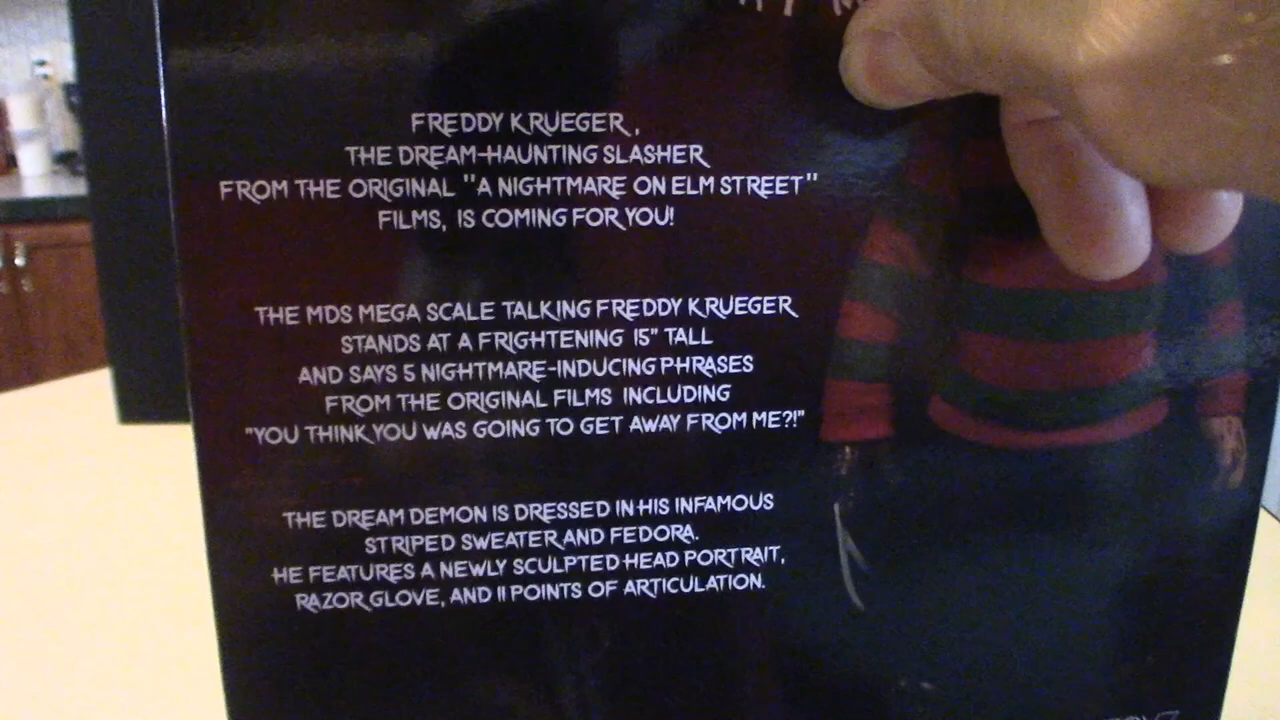 FREDDY KRUEGER,
THE DREAM-HAUNTING SLASHER
FROM THE ORIGINAL "A NIGHTMARE ON ELM STREET"
FILMS, IS COMING FOR YOU!
THE MDS MEGA SCALE TALKING FREDDY KRUEGER
STANDS AT A FRIGHTENING 15" TALL
AND SAYS 5 NIGHTMARE-INDUCING PHRASES
FROM THE ORIGINAL FILMS INCLUDING
"YOU THINK YOU WAS GOING TO GET AWAY FROM ME?!"
THE DREAM DEMON IS DRESSED IN HIS INFAMOUS
STRIPED SWEATER AND FEDORA.
HE FEATURES A NEWLY SCULPTED HEAD PORTRAIT,
RAZOR GLOVE, AND 11 POINTS OF ARTICULATION.